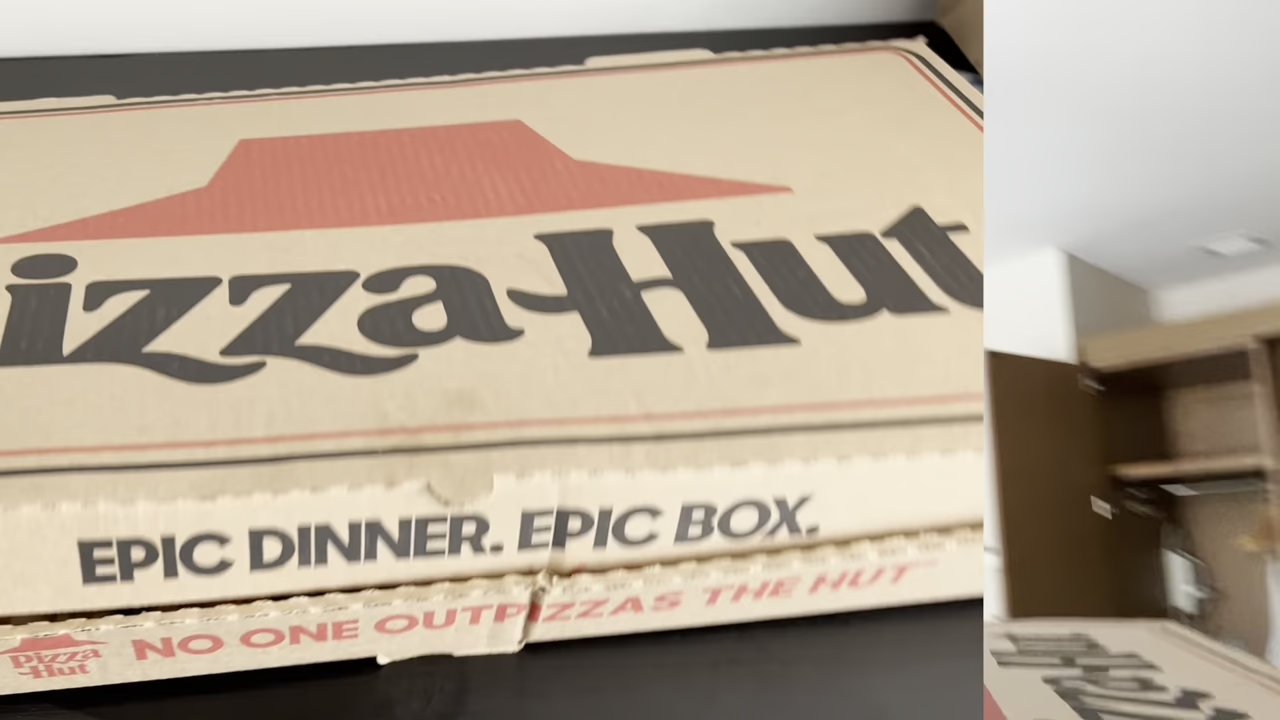 izza Hut
EPIC DINNER. EPIC BOX.
Pizza
Hut
NO ONE OUTPIZZAS THE HUT